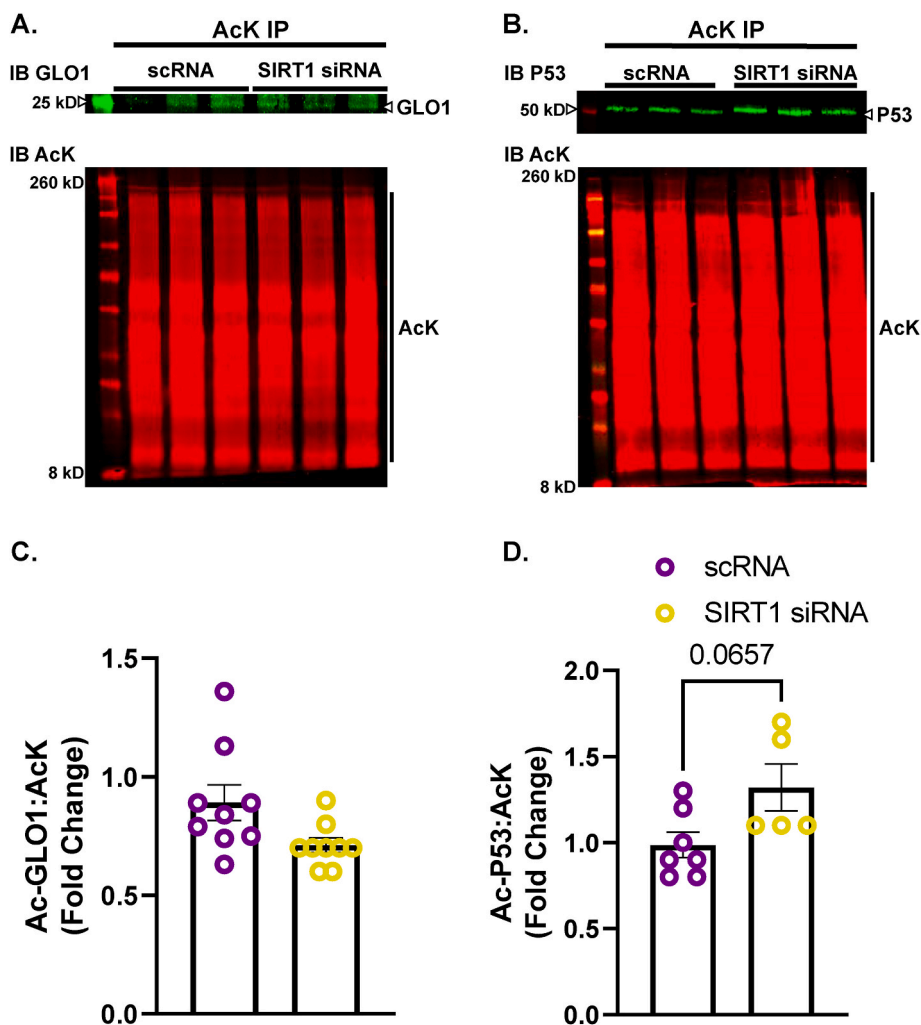 A.
AcK IP
IB GLO1
scRNA
SIRT1 siRNA
25 kD
GLO1
IB AcK
260 kD
AcK
8 kD
B.
AcK IP
IB P53
scRNA
SIRT1 siRNA
50 kD
P53
IB AcK
260 kD
AcK
8 kD
C.
Ac-GLO1:AcK
(Fold Change)
1.5
1.0
0.5
0.0
D.
scRNA
SIRT1 siRNA
0.0657
Ac-P53:AcK
(Fold Change)
2.0
1.5
1.0
0.5
0.0